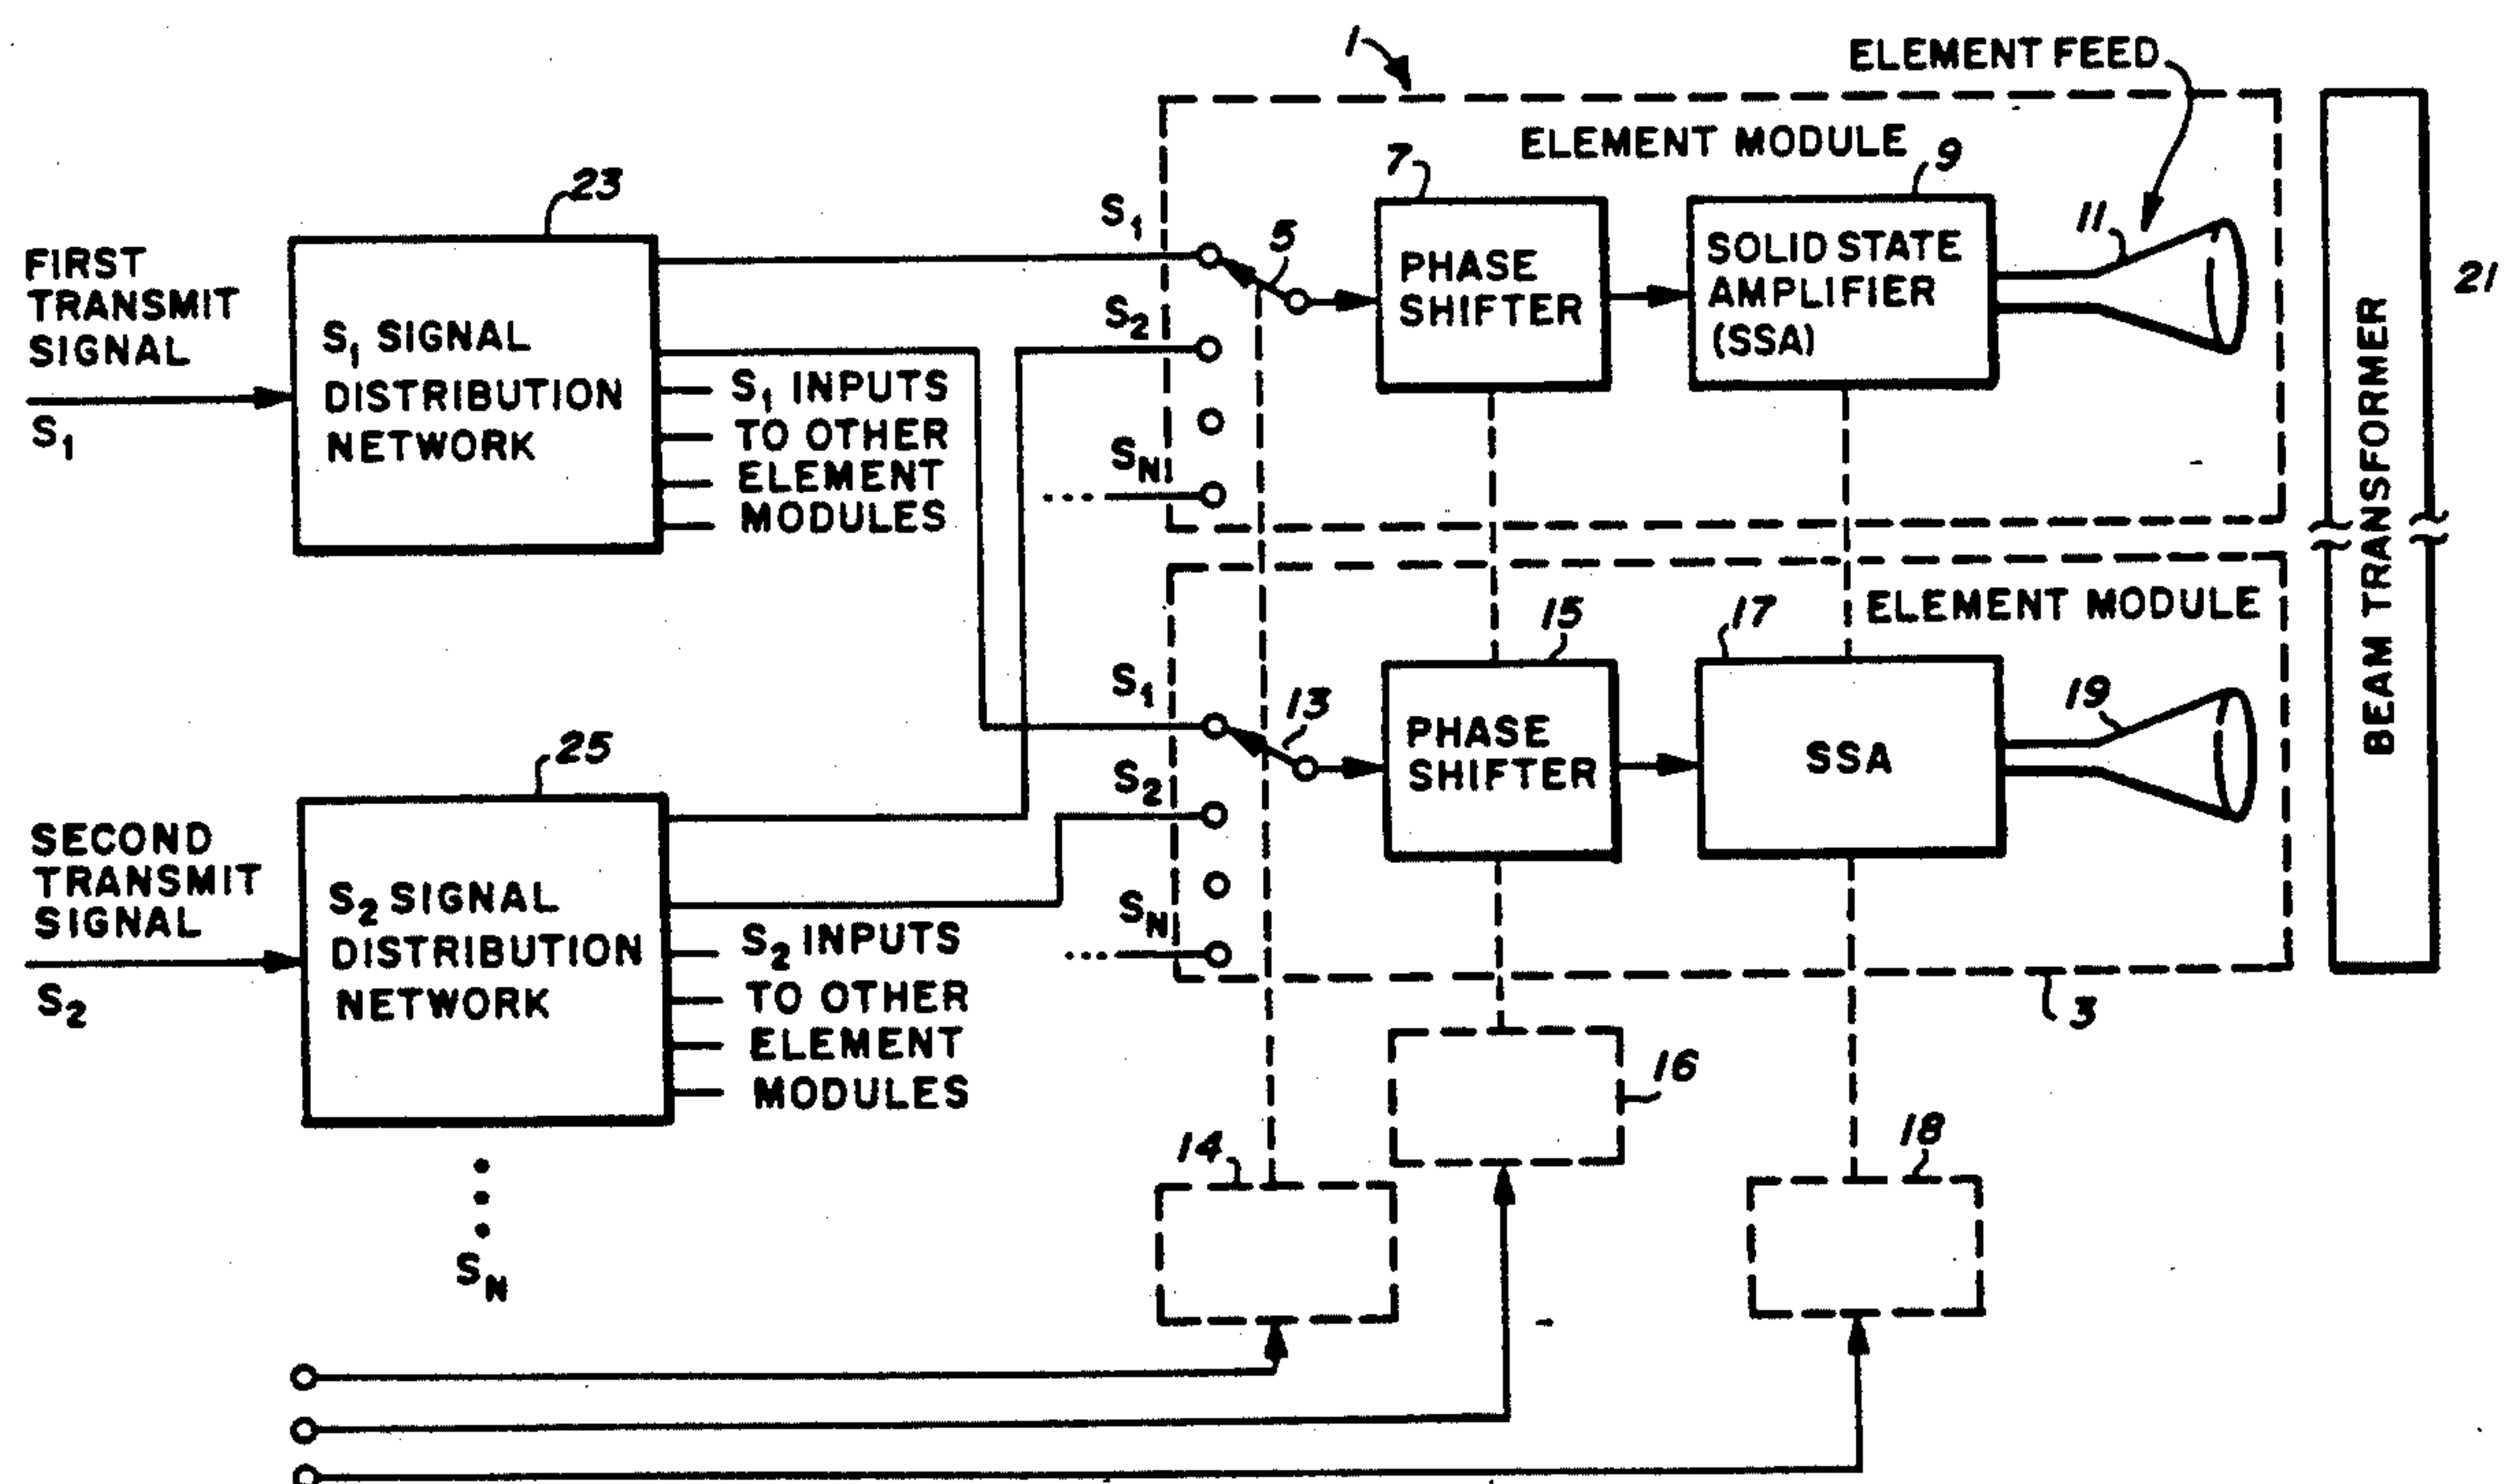 1
ELEMENT FEED
ELEMENT MODULE
7
9
23
S1
5
11
FIRST
TRANSMIT
SIGNAL
S1
S1 SIGNAL
DISTRIBUTION
NETWORK
S1 INPUTS
TO OTHER
ELEMENT
MODULES
S2
SN
...
PHASE
SHIFTER
SOLID STATE
AMPLIFIER
(SSA)
BEAM TRANSFORMER
21
ELEMENT MODULE
15
17
S1
13
19
S2
SN
...
PHASE
SHIFTER
SSA
3
25
SECOND
TRANSMIT
SIGNAL
S2
S2 SIGNAL
DISTRIBUTION
NETWORK
S2 INPUTS
TO OTHER
ELEMENT
MODULES
SN
14
16
18